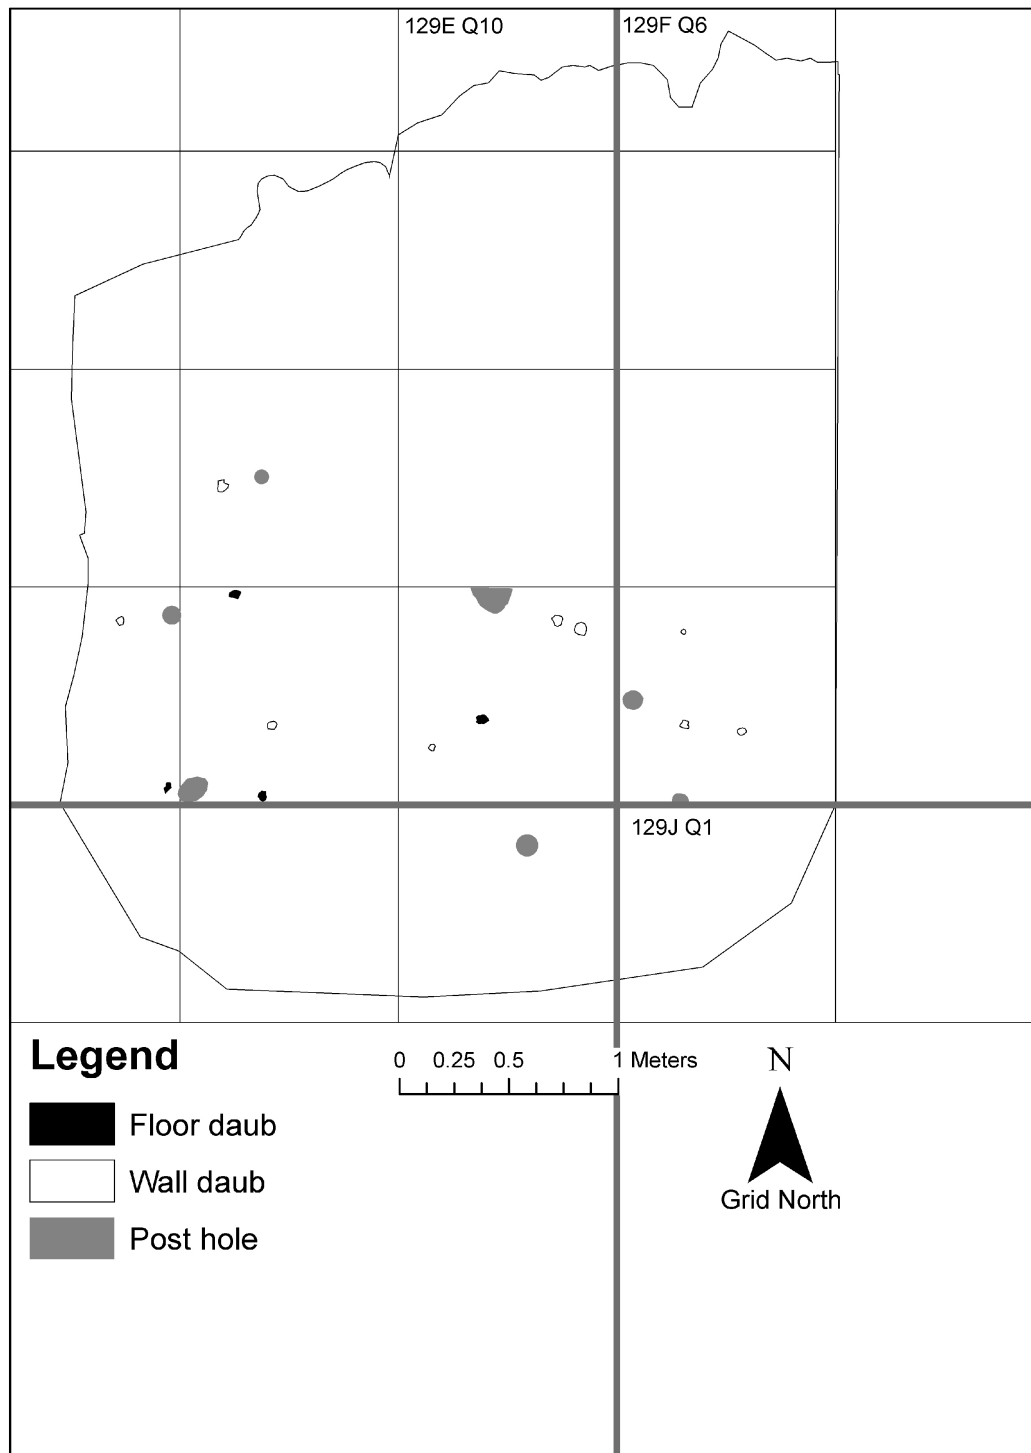 129E Q10
129F Q6
129J Q1
Legend
Floor daub
Wall daub
Post hole
0 0.25 0.5 1 Meters
N
Grid North